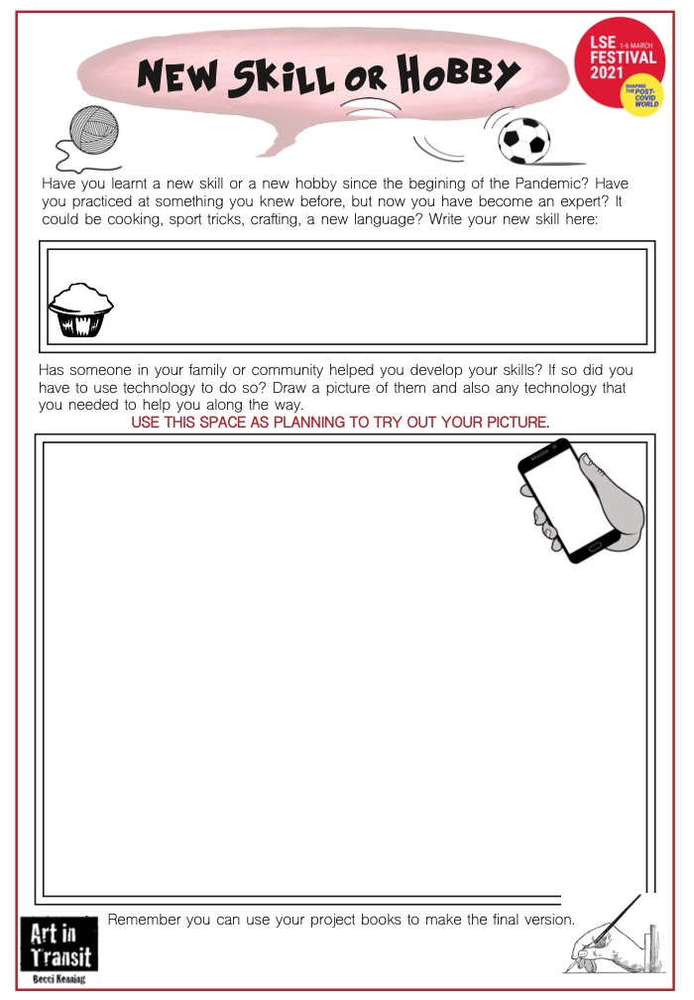 NEW SKILL OR HOBBY
LSE 1-6 MARCH
FESTIVAL
2021
SHAPING
THE POST-
COVID
WORLD
Have you learnt a new skill or a new hobby since the begining of the Pandemic? Have
you practiced at something you knew before, but now you have become an expert? It
could be cooking, sport tricks, crafting, a new language? Write your new skill here:
Has someone in your family or community helped you develop your skills? If so did you
have to use technology to do so? Draw a picture of them and also any technology that
you needed to help you along the way.
USE THIS SPACE AS PLANNING TO TRY OUT YOUR PICTURE.
Remember you can use your project books to make the final version.
Art in
Transit
Becci Kenning